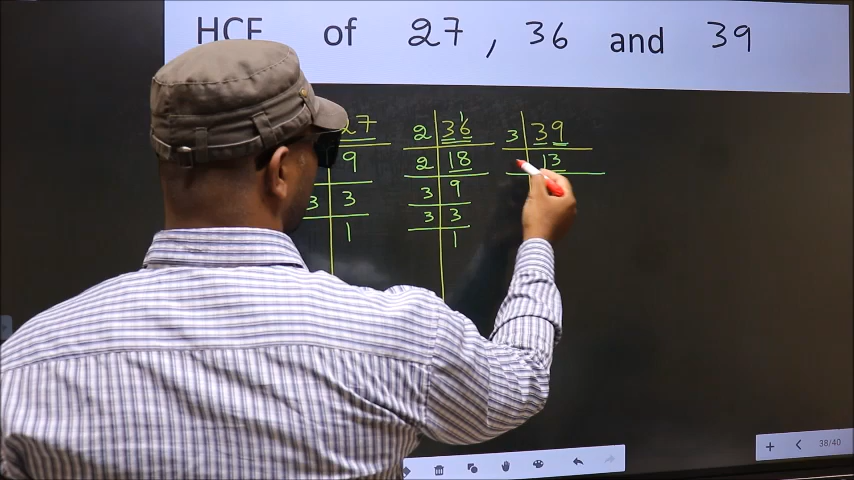 HCF of 27 , 36 and 39
27 2 36 3 39
9 2 18 13
3 3 3 9
1 3 3
1
38/40